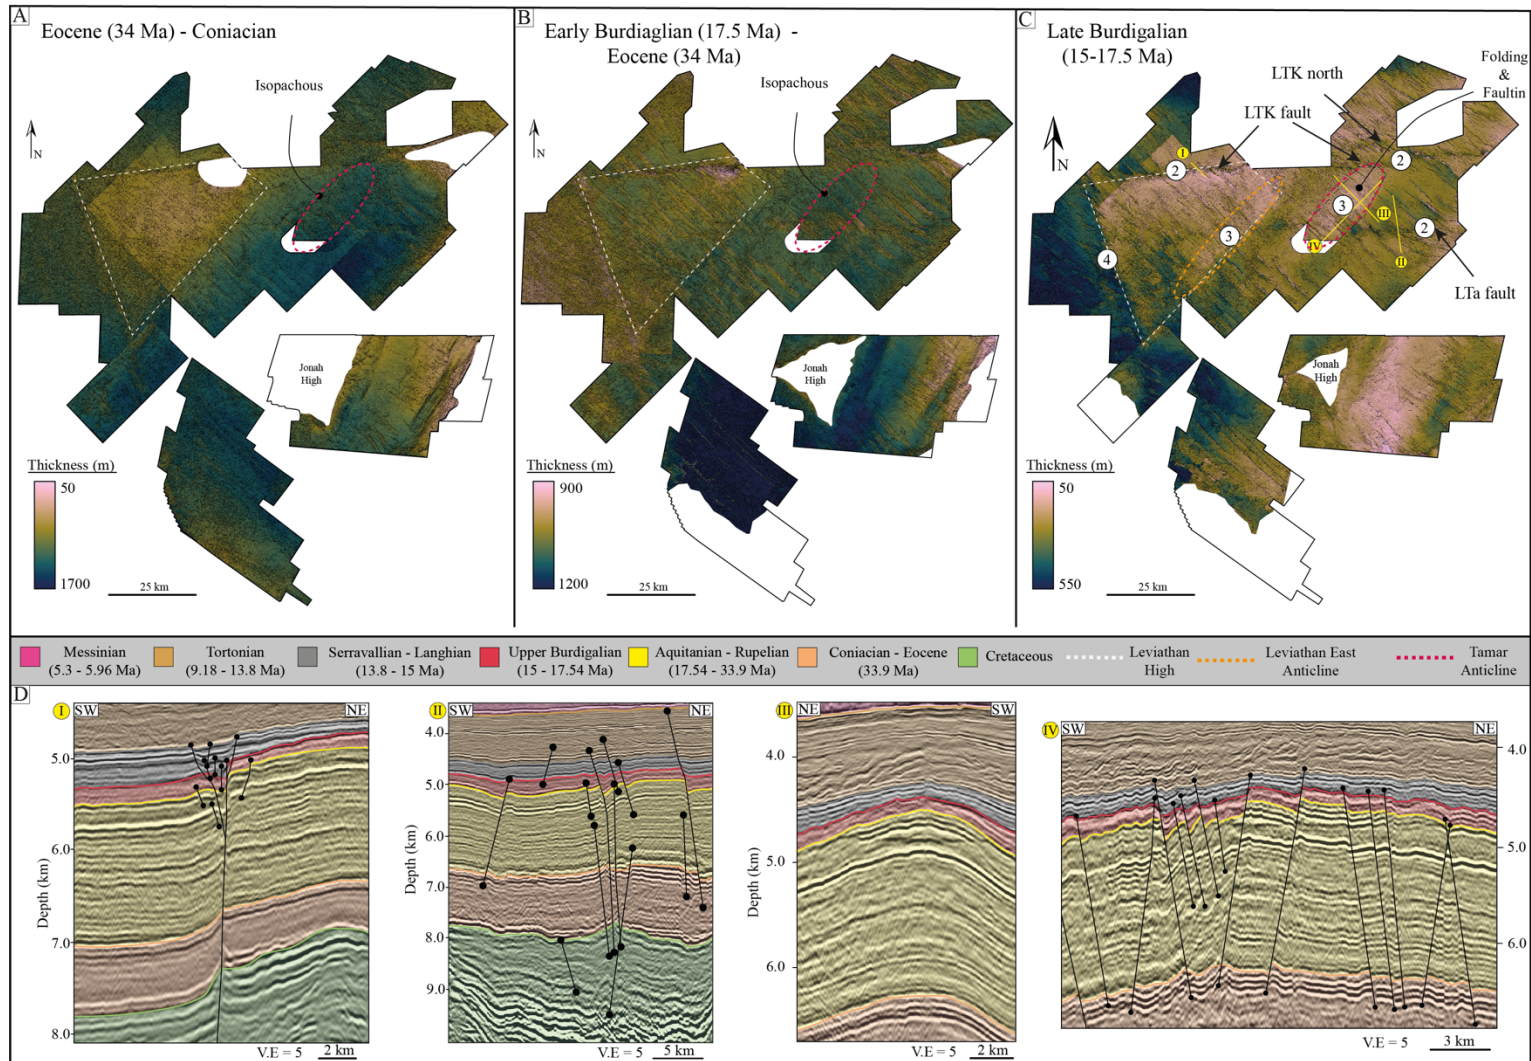 A
Eocene (34 Ma) - Coniacian
Isopachous
N
Jonah
High
Thickness (m)
50
1700
25 km
B
Early Burdiaglian (17.5 Ma) -
Eocene (34 Ma)
Isopachous
N
Jonah
High
Thickness (m)
900
1200
25 km
C
Late Burdigalian
(15-17.5 Ma)
Folding
&
Faultin
LTK north
LTK fault
N
I
2
2
3
3
III
2
IV
II
4
LTa fault
Jonah
High
Thickness (m)
50
550
25 km
Messinian
(5.3 - 5.96 Ma)
Tortonian
(9.18 - 13.8 Ma)
Serravallian - Langhian
(13.8 - 15 Ma)
Upper Burdigalian
(15 - 17.54 Ma)
Aquitanian - Rupelian
(17.54 - 33.9 Ma)
Coniacian - Eocene
(33.9 Ma)
Cretaceous
Leviathan
High
Leviathan East
Anticline
Tamar
Anticline
D
I
SW
NE
5.0
6.0
7.0
8.0
Depth (km)
V.E = 5
2 km
II
SW
NE
4.0
5.0
6.0
7.0
8.0
9.0
Depth (km)
V.E = 5
5 km
III
NE
SW
4.0
5.0
6.0
Depth (km)
V.E = 5
2 km
IV
SW
NE
4.0
5.0
6.0
V.E = 5
3 km